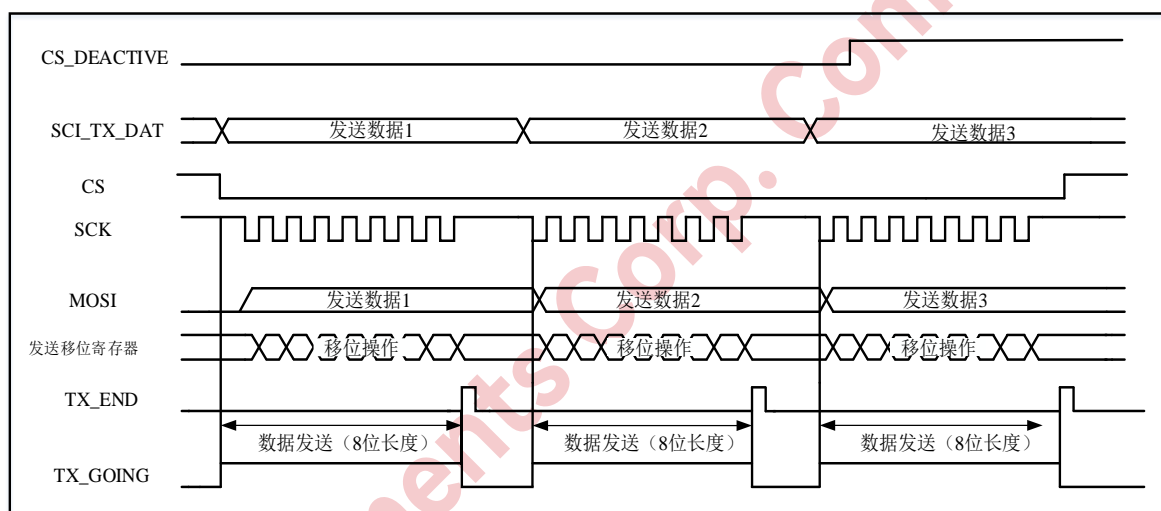 CS_DEACTIVE
SCI_TX_DAT
发送数据1
发送数据2
发送数据3
CS
SCK
MOSI
发送数据1
发送数据2
发送数据3
发送移位寄存器
移位操作
移位操作
移位操作
TX_END
数据发送（8位长度）
数据发送（8位长度）
数据发送（8位长度）
TX_GOING
ments Corp. Com